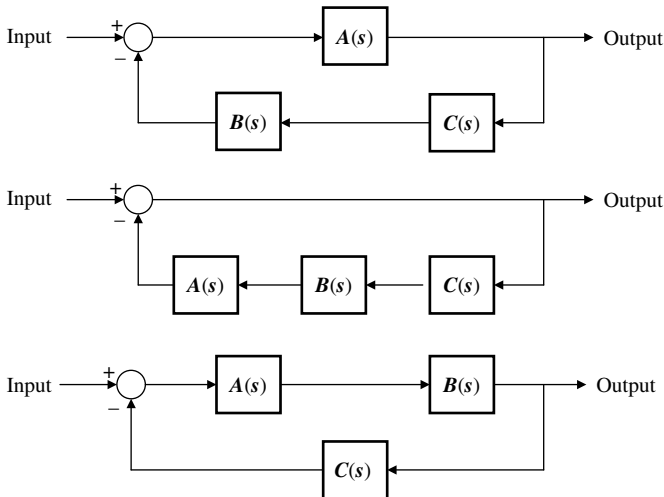 Input + A(s) Output
− B(s) C(s)
Input + Output
− A(s) B(s) C(s)
Input + A(s) B(s) Output
− C(s)